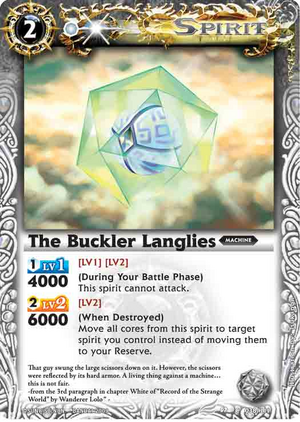 2
SPIRIT
The Buckler Langlies
MACHINE
1 LV1
4000
[LV1] [LV2]
(During Your Battle Phase)
This spirit cannot attack.
2 LV2
6000
[LV2]
(When Destroyed)
Move all cores from this spirit to target
spirit you control instead of moving them
to your Reserve.
That guy swung the large scissors down on it. However, the scissors
were reflected by its hard armor. A living thing against a machine...
this is not fair.
-from the 3rd paragraph in chapter White of "Record of the Strange
World" by Wanderer Lolo " -